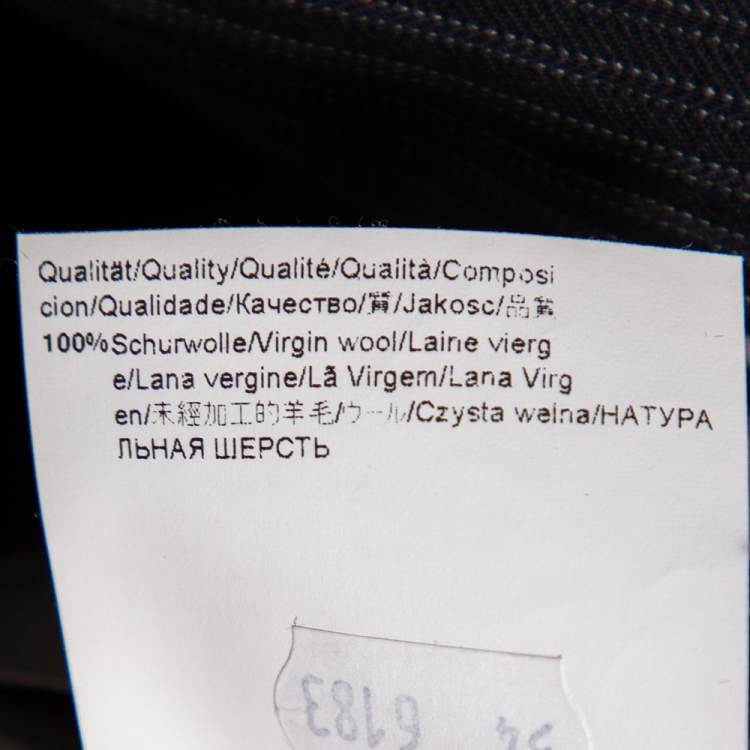 Qualität/Quality/Qualité/Qualità/Composi
cion/Qualidade/Качество/質/Jakosc/品質
100%Schurwolle/Virgin wool/Laine vierg
e/Lana vergine/Lã Virgem/Lana Virg
en/未經加工的羊毛/ウール/Czysta welna/НАТУРА
ЛЬНАЯ ШЕРСТЬ